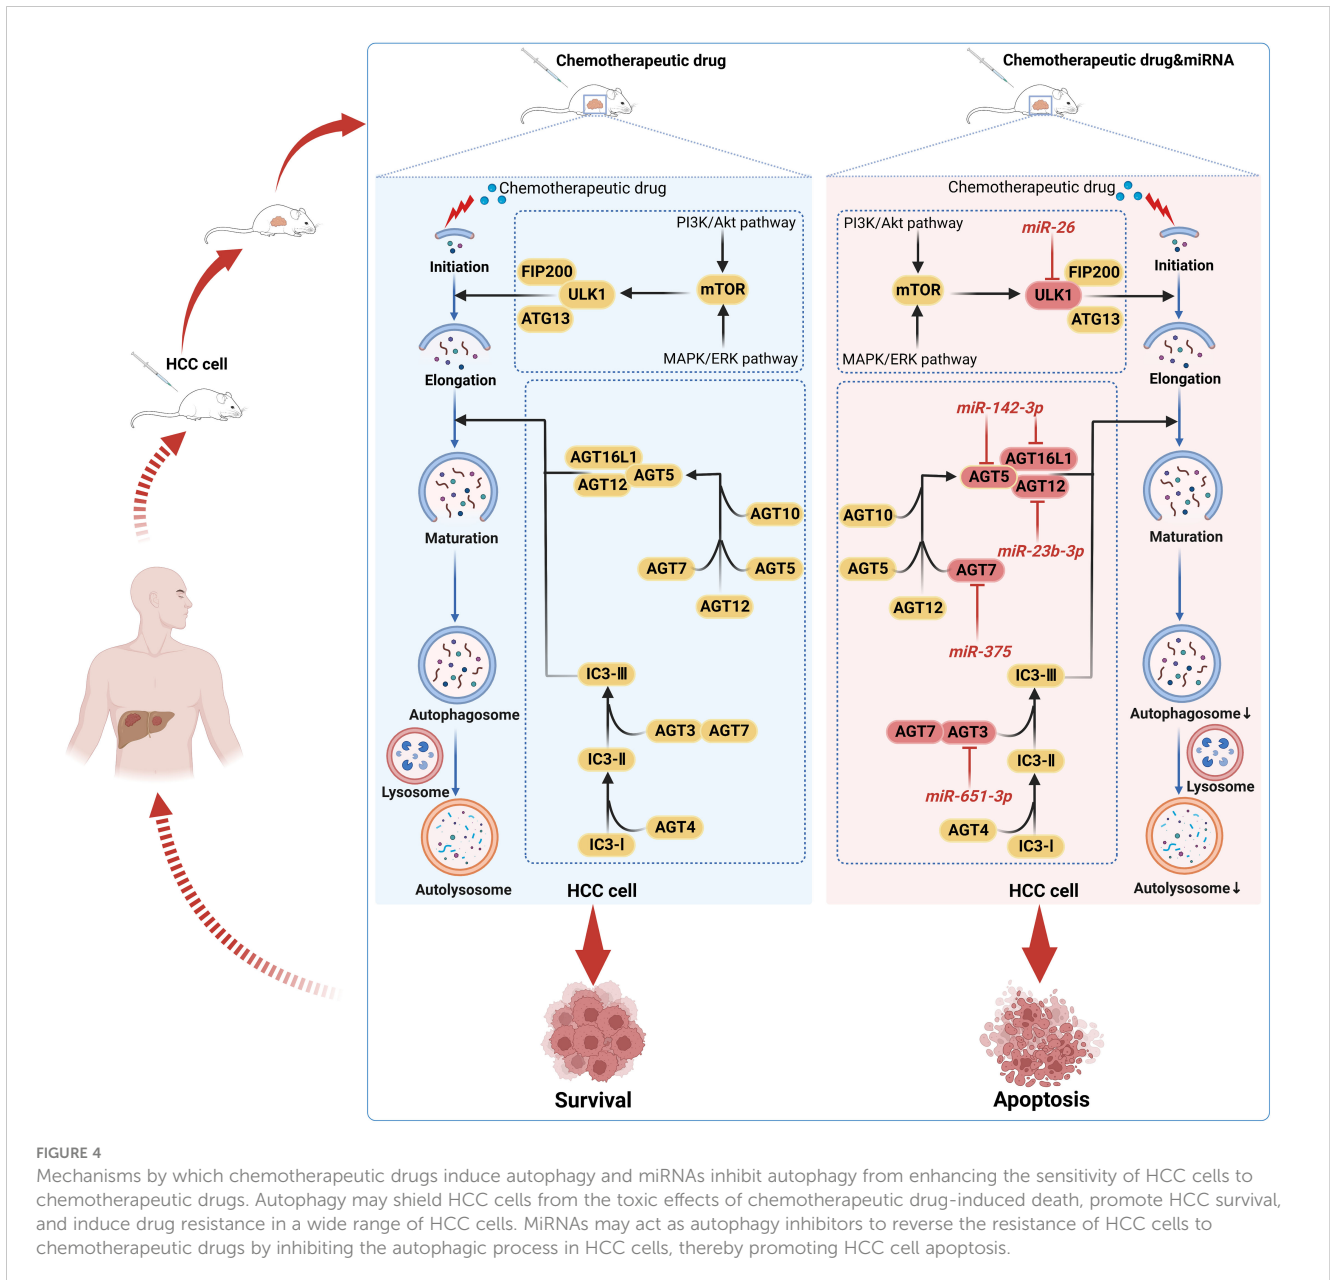 Chemotherapeutic drug
Chemotherapeutic drug&miRNA
HCC cell
Chemotherapeutic drug
Initiation
Elongation
Maturation
Autophagosome
Lysosome
Autolysosome
PI3K/Akt pathway
FIP200
ULK1
mTOR
ATG13
MAPK/ERK pathway
AGT16L1
AGT5
AGT12
AGT10
AGT7
AGT5
AGT12
IC3-III
AGT3
AGT7
IC3-II
AGT4
IC3-I
HCC cell
Survival
Chemotherapeutic drug
PI3K/Akt pathway
miR-26
FIP200
mTOR
ULK1
ATG13
MAPK/ERK pathway
Initiation
Elongation
Maturation
Autophagosome↓
Lysosome
Autolysosome↓
miR-142-3p
AGT16L1
AGT5
AGT12
AGT10
miR-23b-3p
AGT5
AGT7
AGT12
miR-375
IC3-III
AGT7
AGT3
IC3-II
miR-651-3p
AGT4
IC3-I
HCC cell
Apoptosis
FIGURE 4
Mechanisms by which chemotherapeutic drugs induce autophagy and miRNAs inhibit autophagy from enhancing the sensitivity of HCC cells to
chemotherapeutic drugs. Autophagy may shield HCC cells from the toxic effects of chemotherapeutic drug-induced death, promote HCC survival,
and induce drug resistance in a wide range of HCC cells. MiRNAs may act as autophagy inhibitors to reverse the resistance of HCC cells to
chemotherapeutic drugs by inhibiting the autophagic process in HCC cells, thereby promoting HCC cell apoptosis.